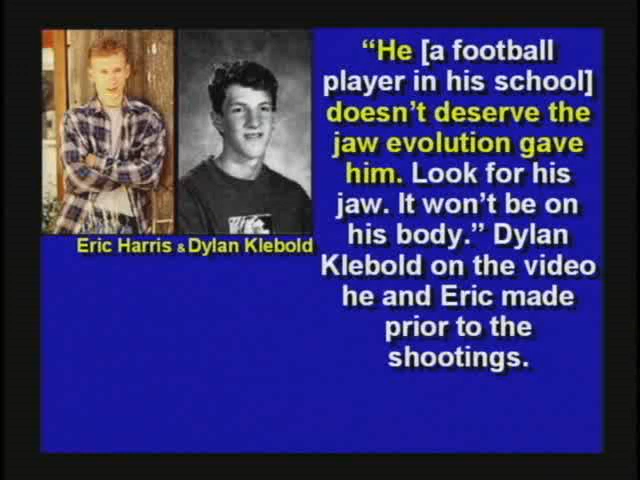 “He [a football
player in his school]
doesn’t deserve the
jaw evolution gave
him. Look for his
jaw. It won’t be on
his body.” Dylan
Klebold on the video
he and Eric made
prior to the
shootings.
Eric Harris & Dylan Klebold